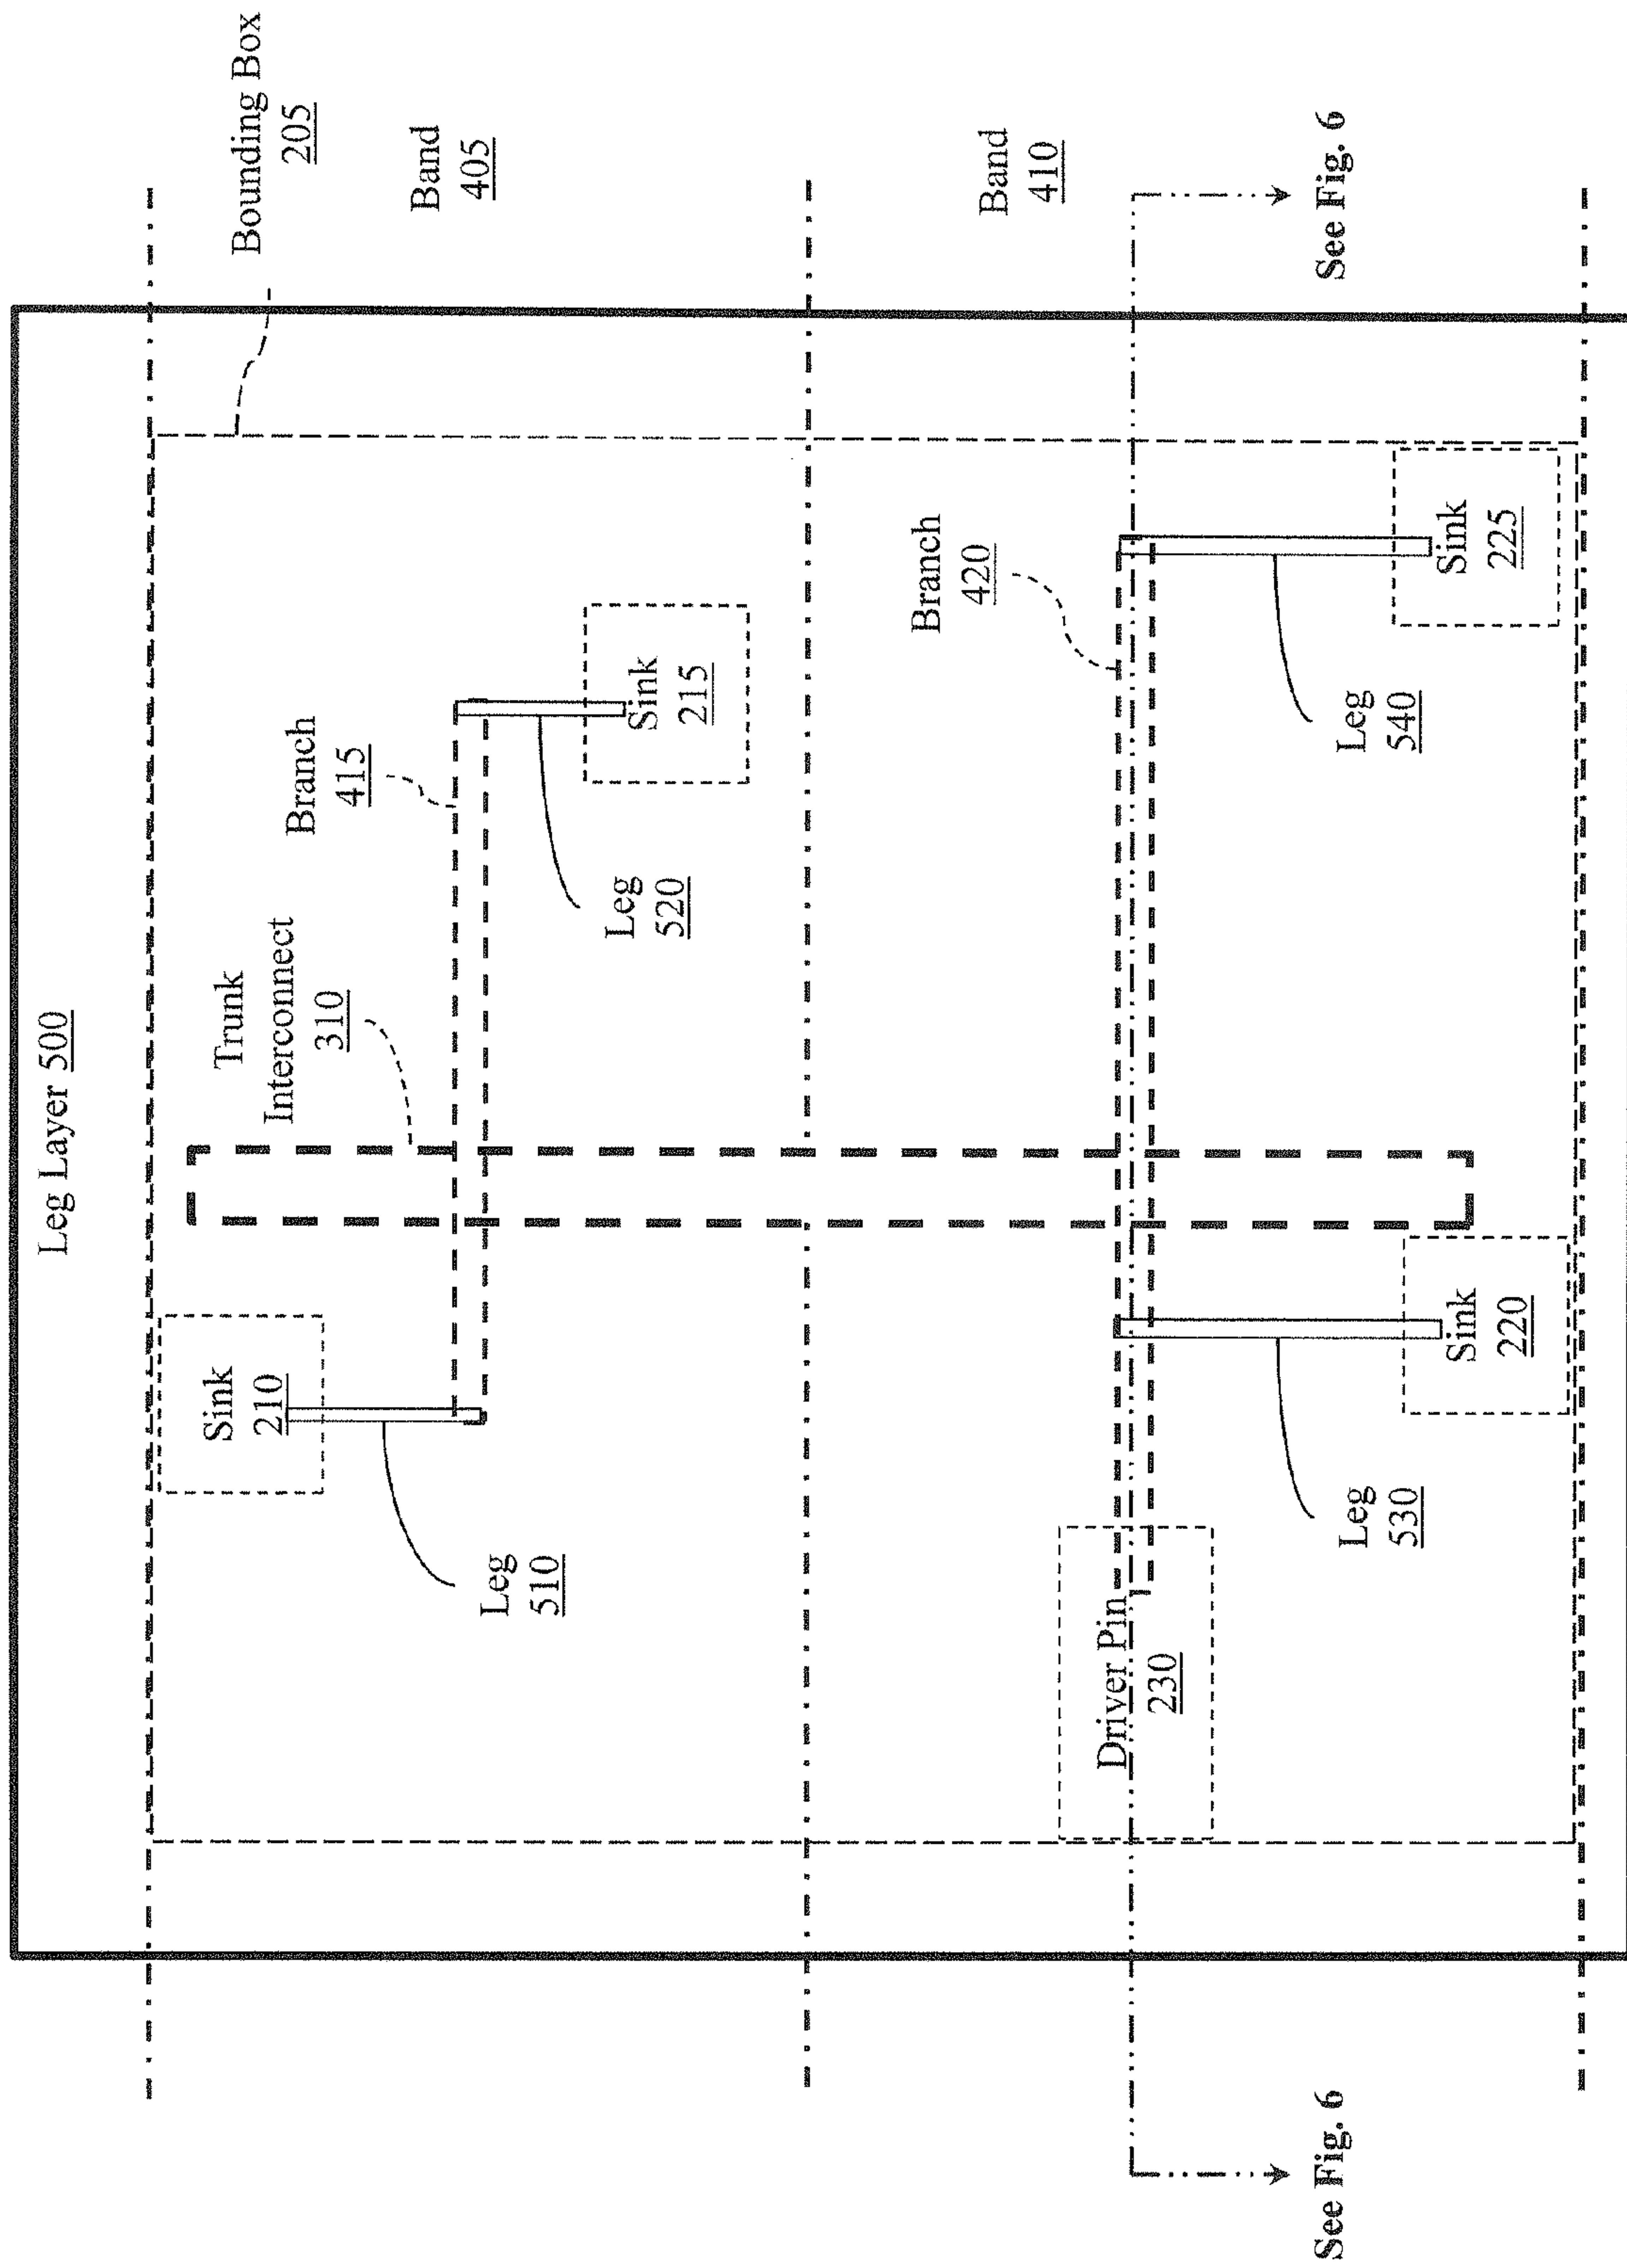 Leg Layer 500
Bounding Box
205
Band
405
Band
410
Trunk
Interconnect
310
Branch
415
Sink
210
Leg
510
Leg
520
Sink
215
Branch
420
Driver Pin
230
Leg
530
Sink
220
Leg
540
Sink
225
See Fig. 6
See Fig. 6